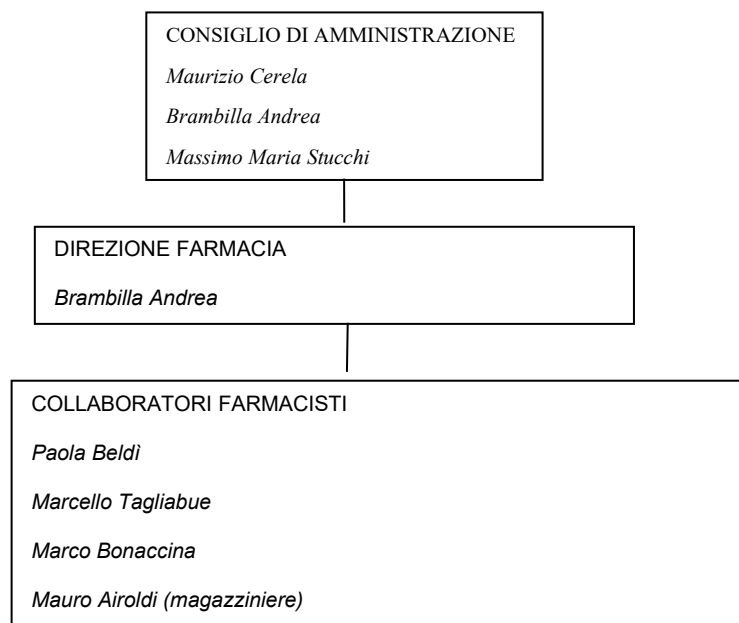 CONSIGLIO DI AMMINISTRAZIONE
Maurizio Cerela
Brambilla Andrea
Massimo Maria Stucchi
DIREZIONE FARMACIA
Brambilla Andrea
COLLABORATORI FARMACISTI
Paola Beldì
Marcello Tagliabue
Marco Bonaccina
Mauro Airoldi (magazziniere)